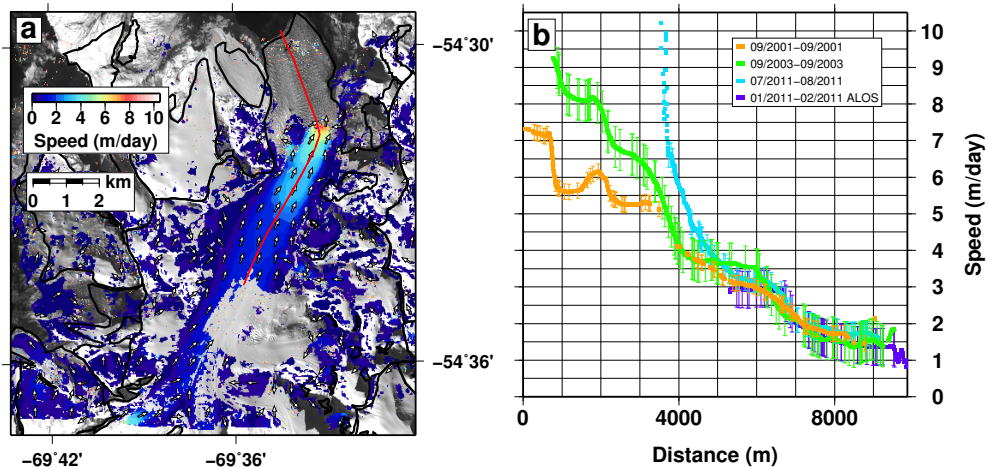 a
0 2 4 6 8 10
Speed (m/day)
km
0 1 2
−54˚30'
−54˚36'
−69˚42'
−69˚36'
b
09/2001−09/2001
09/2003−09/2003
07/2011−08/2011
01/2011−02/2011 ALOS
10
9
8
7
6
5
4
3
2
1
0
Speed (m/day)
0 4000 8000
Distance (m)